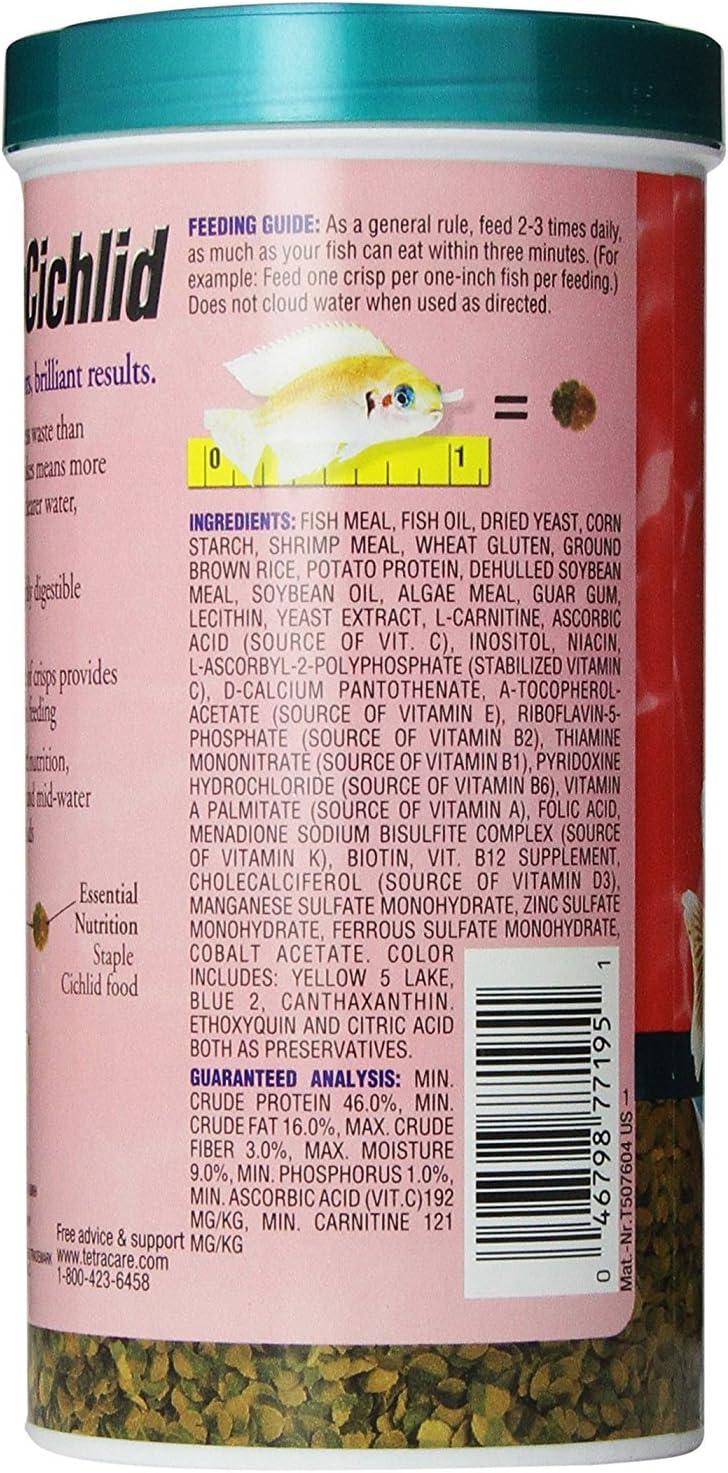 Cichlid
brilliant results.
waste than
means more
water,
digestible
crisps provides
feeding
nutrition,
mid-water
Essential
Nutrition
Staple
Cichlid food
Free advice & support
www.tetracare.com
1-800-423-6458
FEEDING GUIDE: As a general rule, feed 2-3 times daily,
as much as your fish can eat within three minutes. (For
example: Feed one crisp per one-inch fish per feeding.)
Does not cloud water when used as directed.
=
0 1
INGREDIENTS: FISH MEAL, FISH OIL, DRIED YEAST, CORN
STARCH, SHRIMP MEAL, WHEAT GLUTEN, GROUND
BROWN RICE, POTATO PROTEIN, DEHULLED SOYBEAN
MEAL, SOYBEAN OIL, ALGAE MEAL, GUAR GUM,
LECITHIN, YEAST EXTRACT, L-CARNITINE, ASCORBIC
ACID (SOURCE OF VIT. C), INOSITOL, NIACIN,
L-ASCORBYL-2-POLYPHOSPHATE (STABILIZED VITAMIN
C), D-CALCIUM PANTOTHENATE, A-TOCOPHEROL-
ACETATE (SOURCE OF VITAMIN E), RIBOFLAVIN-5-
PHOSPHATE (SOURCE OF VITAMIN B2), THIAMINE
MONONITRATE (SOURCE OF VITAMIN B1), PYRIDOXINE
HYDROCHLORIDE (SOURCE OF VITAMIN B6), VITAMIN
A PALMITATE (SOURCE OF VITAMIN A), FOLIC ACID,
MENADIONE SODIUM BISULFITE COMPLEX (SOURCE
OF VITAMIN K), BIOTIN, VIT. B12 SUPPLEMENT,
CHOLECALCIFEROL (SOURCE OF VITAMIN D3),
MANGANESE SULFATE MONOHYDRATE, ZINC SULFATE
MONOHYDRATE, FERROUS SULFATE MONOHYDRATE,
COBALT ACETATE. COLOR
INCLUDES: YELLOW 5 LAKE,
BLUE 2, CANTHAXANTHIN.
ETHOXYQUIN AND CITRIC ACID
BOTH AS PRESERVATIVES.
GUARANTEED ANALYSIS: MIN.
CRUDE PROTEIN 46.0%, MIN.
CRUDE FAT 16.0%, MAX. CRUDE
FIBER 3.0%, MAX. MOISTURE
9.0%, MIN. PHOSPHORUS 1.0%,
MIN. ASCORBIC ACID (VIT.C)192
MG/KG, MIN. CARNITINE 121
MG/KG
0 46798 77195 1
Mat.-Nr.T507604 US -1